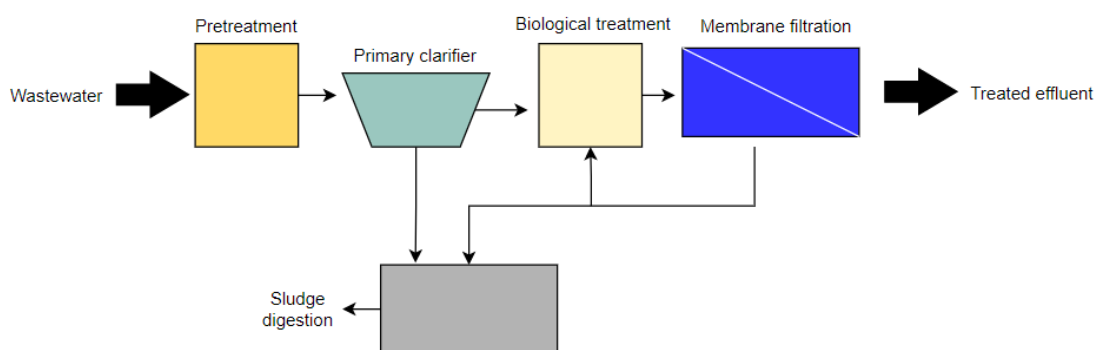 Pretreatment
Primary clarifier
Biological treatment
Membrane filtration
Wastewater
Treated effluent
Sludge
digestion